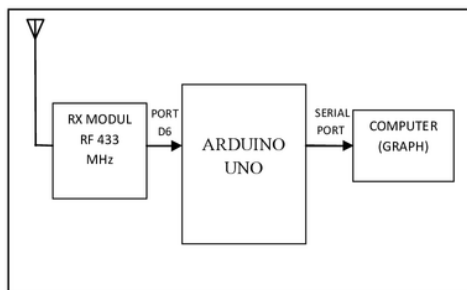 RX MODUL
RF 433
MHz
PORT
D6
ARDUINO
UNO
SERIAL
PORT
COMPUTER
(GRAPH)